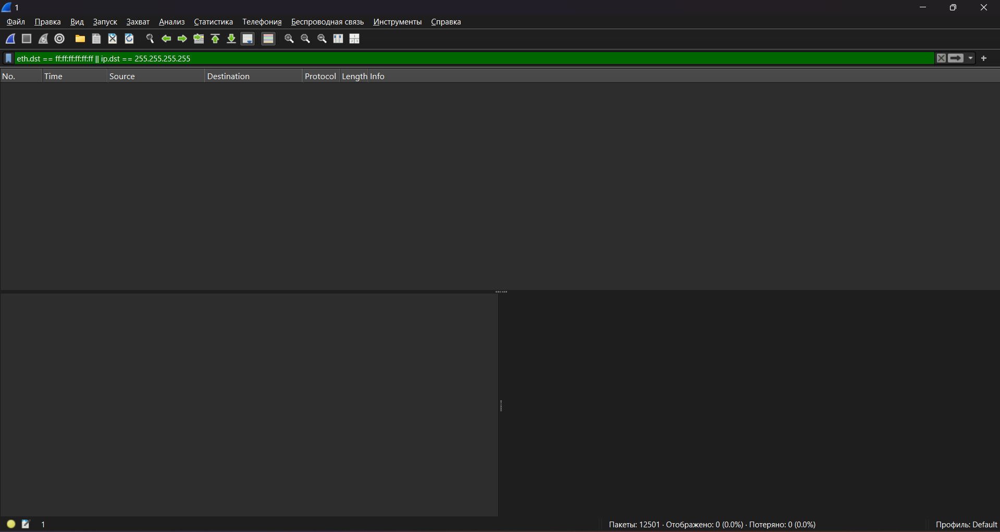 1
Файл Правка Вид Запуск Захват Анализ Статистика Телефония Беспроводная связь Инструменты Справка
eth.dst == ff:ff:ff:ff:ff:ff || ip.dst == 255.255.255.255
No. Time Source Destination Protocol Length Info
1 Пакеты: 12501 · Отображено: 0 (0.0%) · Потеряно: 0 (0.0%) Профиль: Default